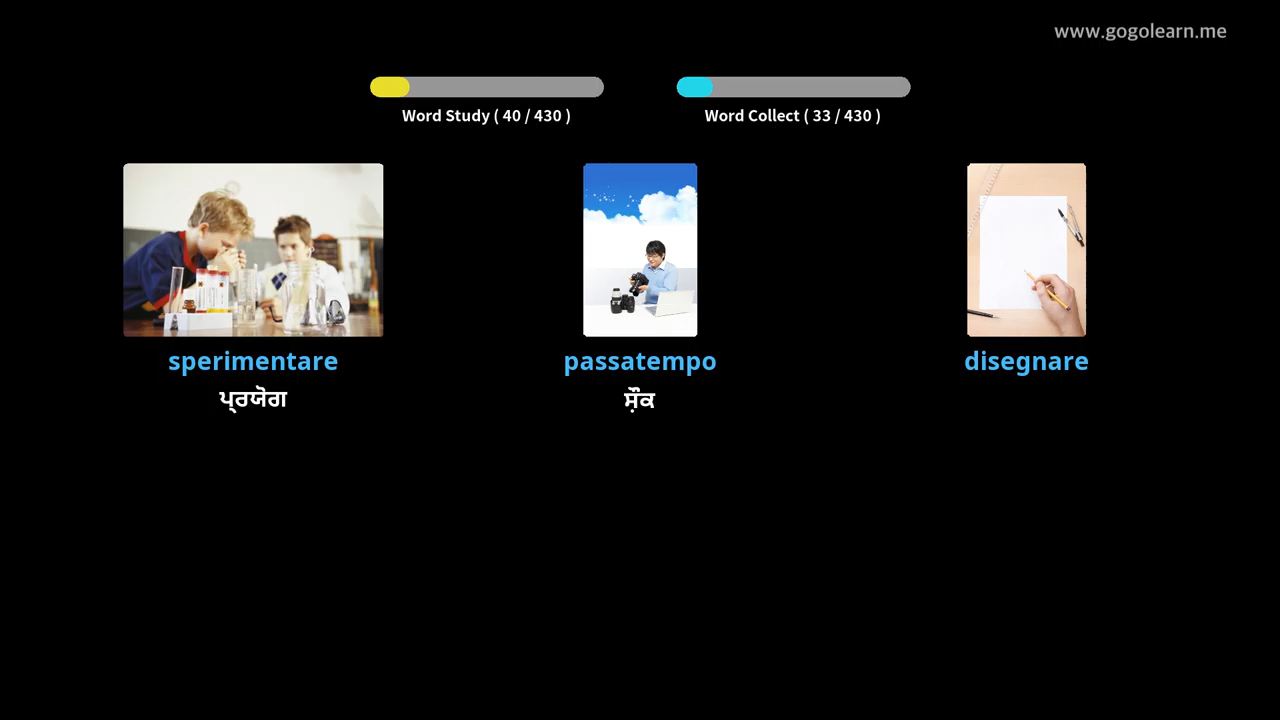 www.gogolearn.me
Word Study ( 40 / 430 )
Word Collect ( 33 / 430 )
sperimentare
passatempo
disegnare
ਪ੍ਰਯੋਗ
ਸ਼ੌਕ